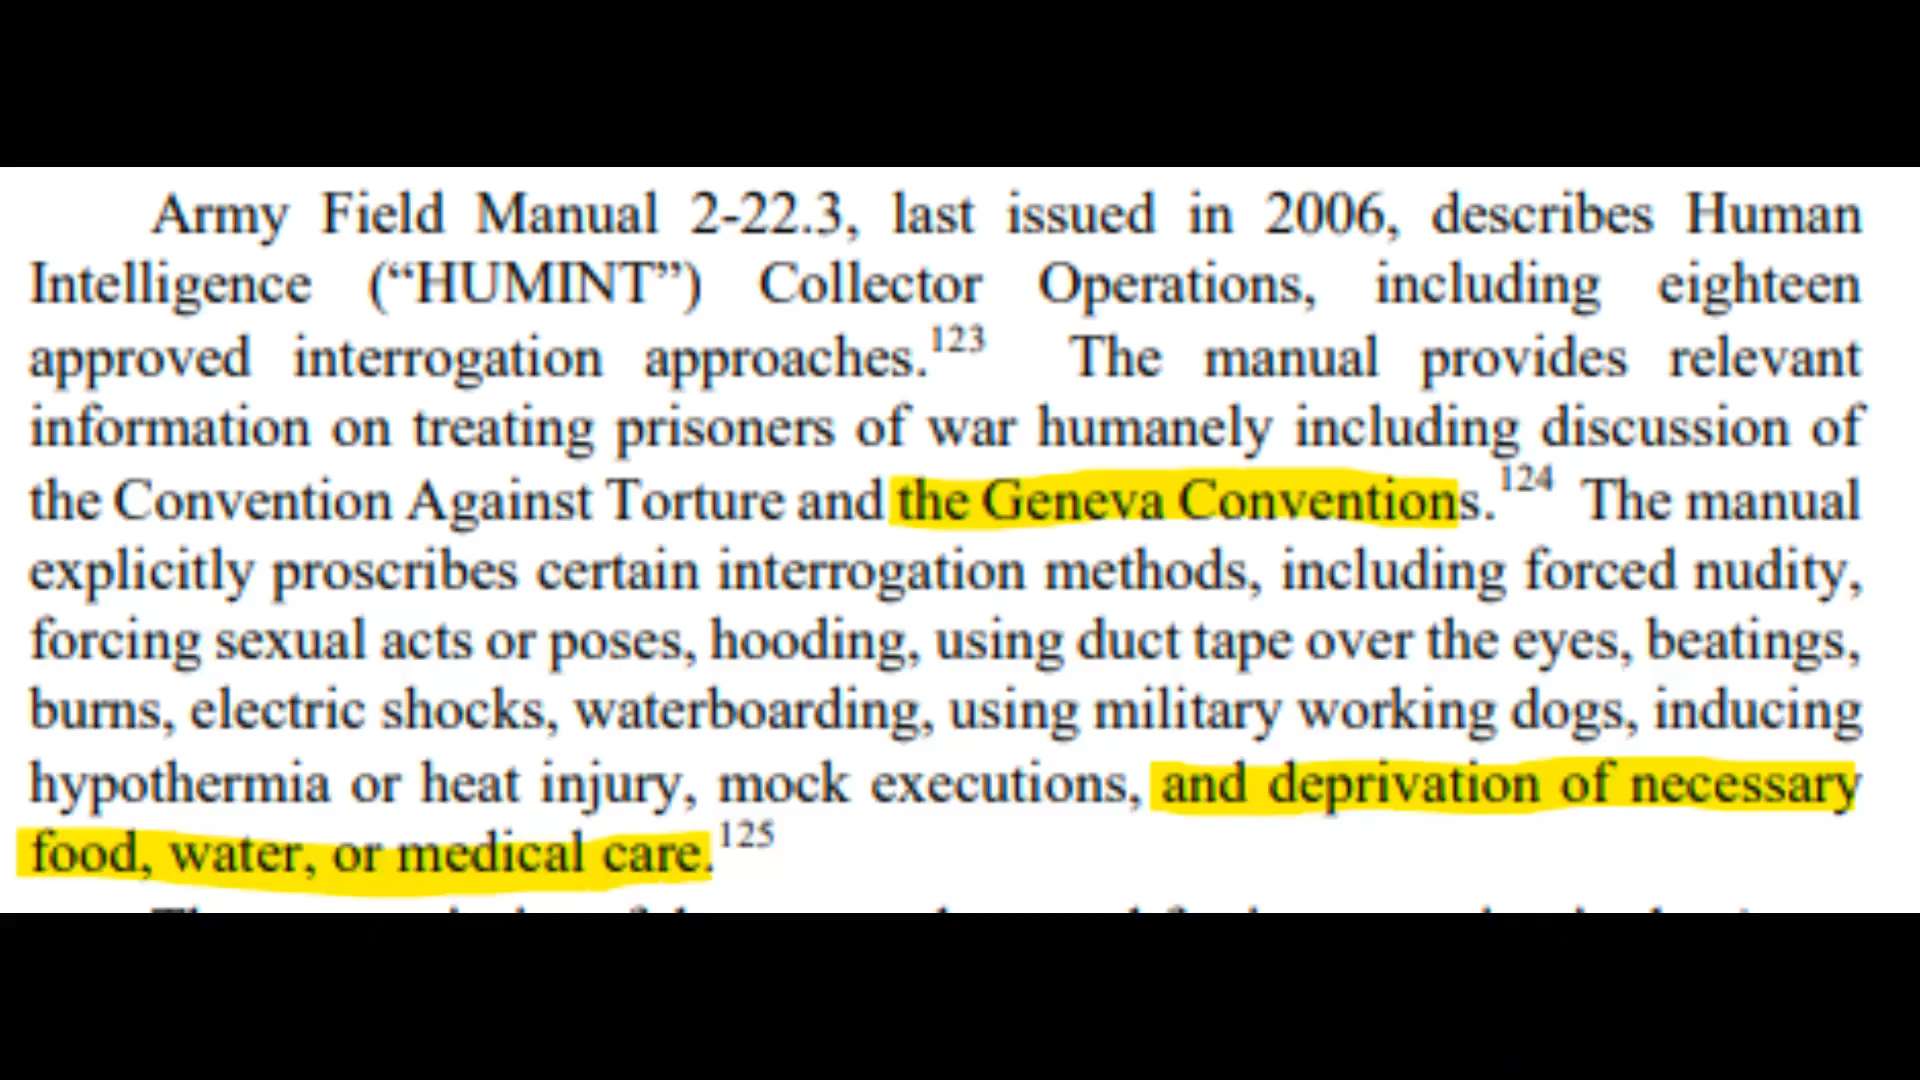 Army Field Manual 2-22.3, last issued in 2006, describes Human
Intelligence (“HUMINT”) Collector Operations, including eighteen
approved interrogation approaches.123 The manual provides relevant
information on treating prisoners of war humanely including discussion of
the Convention Against Torture and the Geneva Conventions.124 The manual
explicitly proscribes certain interrogation methods, including forced nudity,
forcing sexual acts or poses, hooding, using duct tape over the eyes, beatings,
burns, electric shocks, waterboarding, using military working dogs, inducing
hypothermia or heat injury, mock executions, and deprivation of necessary
food, water, or medical care.125